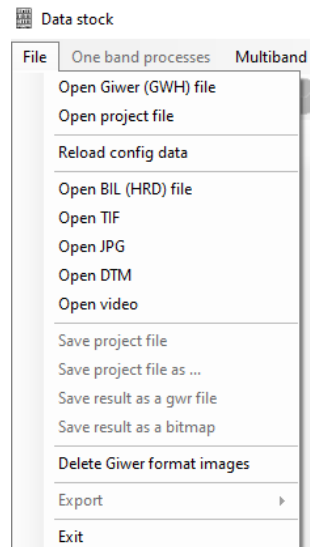 Data stock
File One band processes Multiband
Open Giwer (GWH) file
Open project file
Reload config data
Open BIL (HRD) file
Open TIF
Open JPG
Open DTM
Open video
Save project file
Save project file as ...
Save result as a gwr file
Save result as a bitmap
Delete Giwer format images
Export
Exit